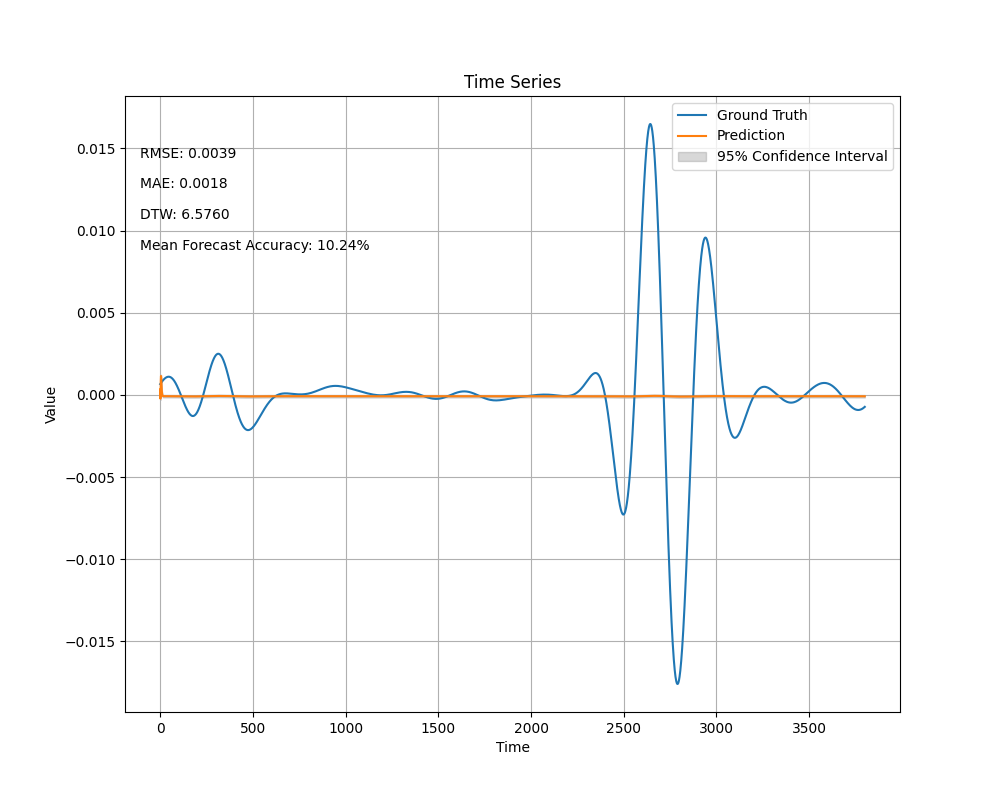 Time Series
Ground Truth
Prediction
95% Confidence Interval
RMSE: 0.0039
MAE: 0.0018
DTW: 6.5760
Mean Forecast Accuracy: 10.24%
0.015
0.010
0.005
0.000
−0.005
−0.010
−0.015
Value
0 500 1000 1500 2000 2500 3000 3500
Time